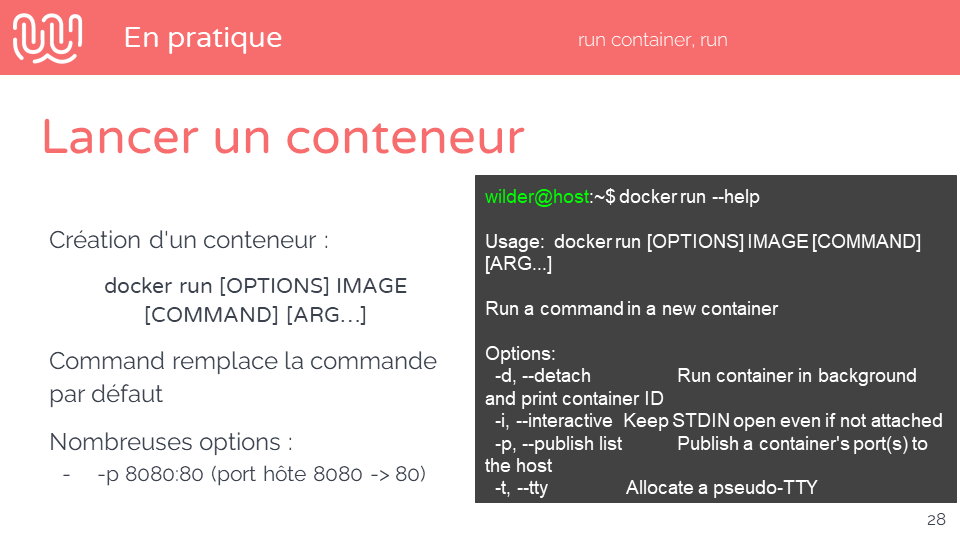 En pratique
run container, run
Lancer un conteneur
Création d'un conteneur :
docker run [OPTIONS] IMAGE
[COMMAND] [ARG...]
Command remplace la commande
par défaut
Nombreuses options :
- -p 8080:80 (port hôte 8080 -> 80)
wilder@host:~$ docker run --help
Usage: docker run [OPTIONS] IMAGE [COMMAND]
[ARG...]
Run a command in a new container
Options:
-d, --detach Run container in background
and print container ID
-i, --interactive Keep STDIN open even if not attached
-p, --publish list Publish a container's port(s) to
the host
-t, --tty Allocate a pseudo-TTY
28